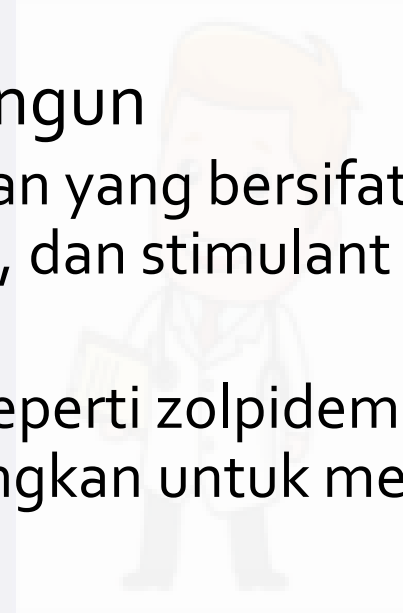 ngun
an yang bersifat
, dan stimulant
eperti zolpidem
ngkan untuk me